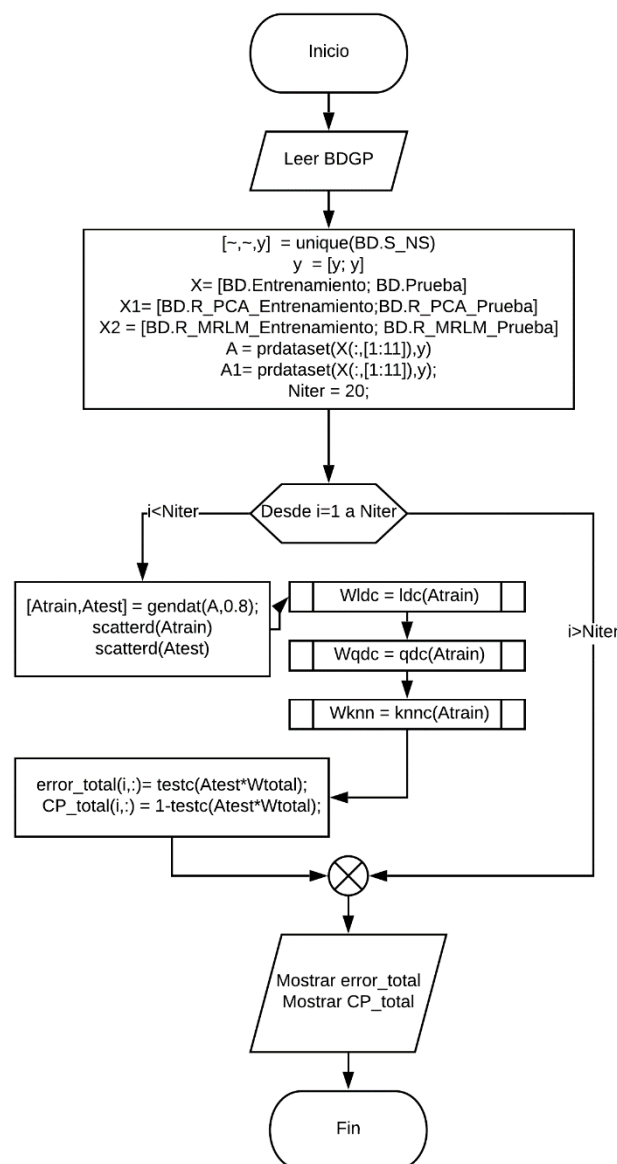 Inicio
Leer BDGP
[~,~,y] = unique(BD.S_NS)
y = [y; y]
X= [BD.Entrenamiento; BD.Prueba]
X1= [BD.R_PCA_Entrenamiento;BD.R_PCA_Prueba]
X2 = [BD.R_MRLM_Entrenamiento; BD.R_MRLM_Prueba]
A = prdataset(X(:,[1:11]),y)
A1= prdataset(X(:,[1:11]),y);
Niter = 20;
Desde i=1 a Niter
i<Niter
i>Niter
[Atrain,Atest] = gendat(A,0.8);
scatterd(Atrain)
scatterd(Atest)
Wldc = ldc(Atrain)
Wqdc = qdc(Atrain)
Wknn = knnc(Atrain)
error_total(i,:)= testc(Atest*Wtotal);
CP_total(i,:) = 1-testc(Atest*Wtotal);
Mostrar error_total
Mostrar CP_total
Fin